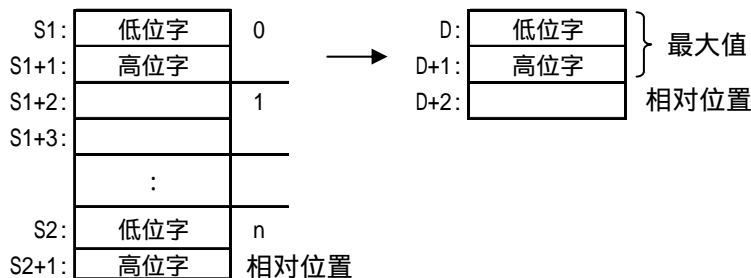 S1: 低位字 0
S1+1: 高位字
S1+2: 1
S1+3:
:
S2: 低位字 n
S2+1: 高位字 相对位置
D: 低位字
D+1: 高位字
最大值
D+2: 相对位置